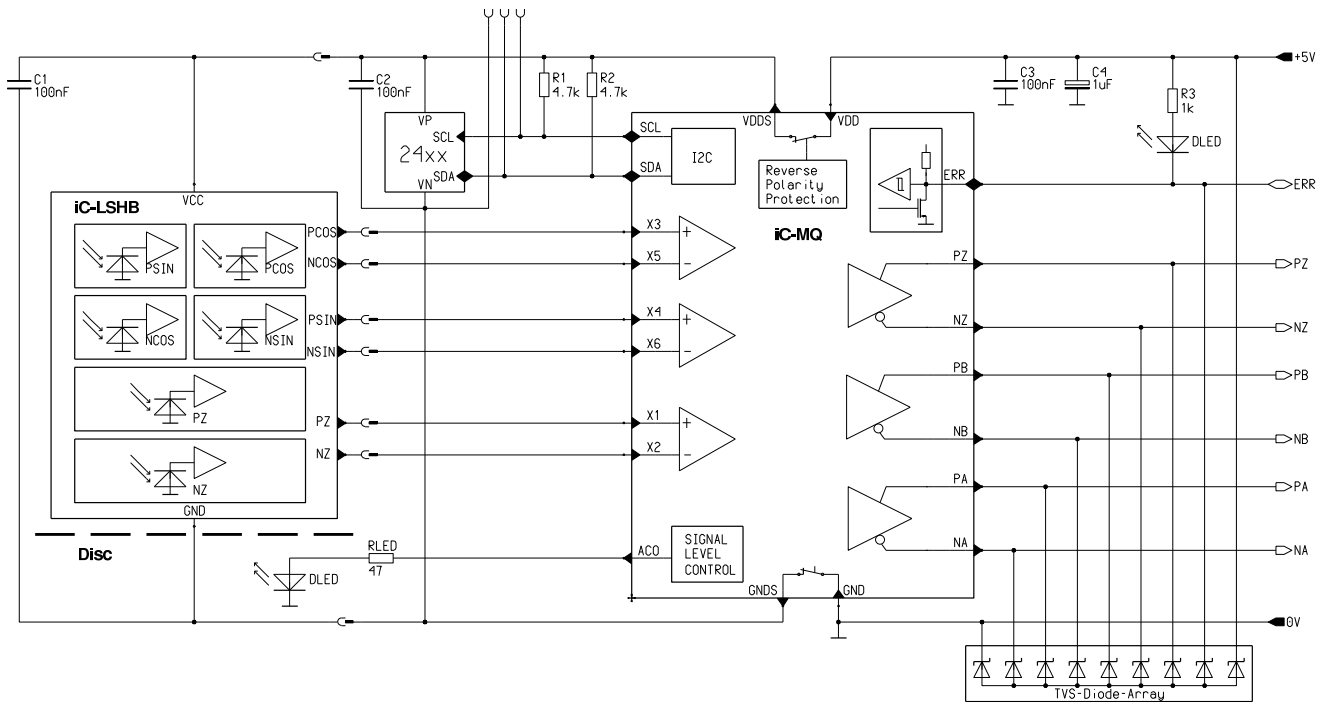 C1
100nF
C2
100nF
R1
4.7k
R2
4.7k
C3
100nF
C4
1uF
+5V
R3
1k
DLED
VP
SCL
24xx
SDA
VN
SCL
SDA
I2C
VDDS
VDD
Reverse
Polarity
Protection
ERR
ERR
iC-MQ
VCC
iC-LSHB
PSIN
PCOS
NCOS
NSIN
PZ
NZ
PCOS
NCOS
PSIN
NSIN
PZ
NZ
GND
X3
X5
X4
X6
X1
X2
PZ
NZ
PB
NB
PA
NA
PZ
NZ
PB
NB
PA
NA
Disc
DLED
RLED
47
ACO
SIGNAL
LEVEL
CONTROL
GNDS
GND
0V
TVS-Diode-Array